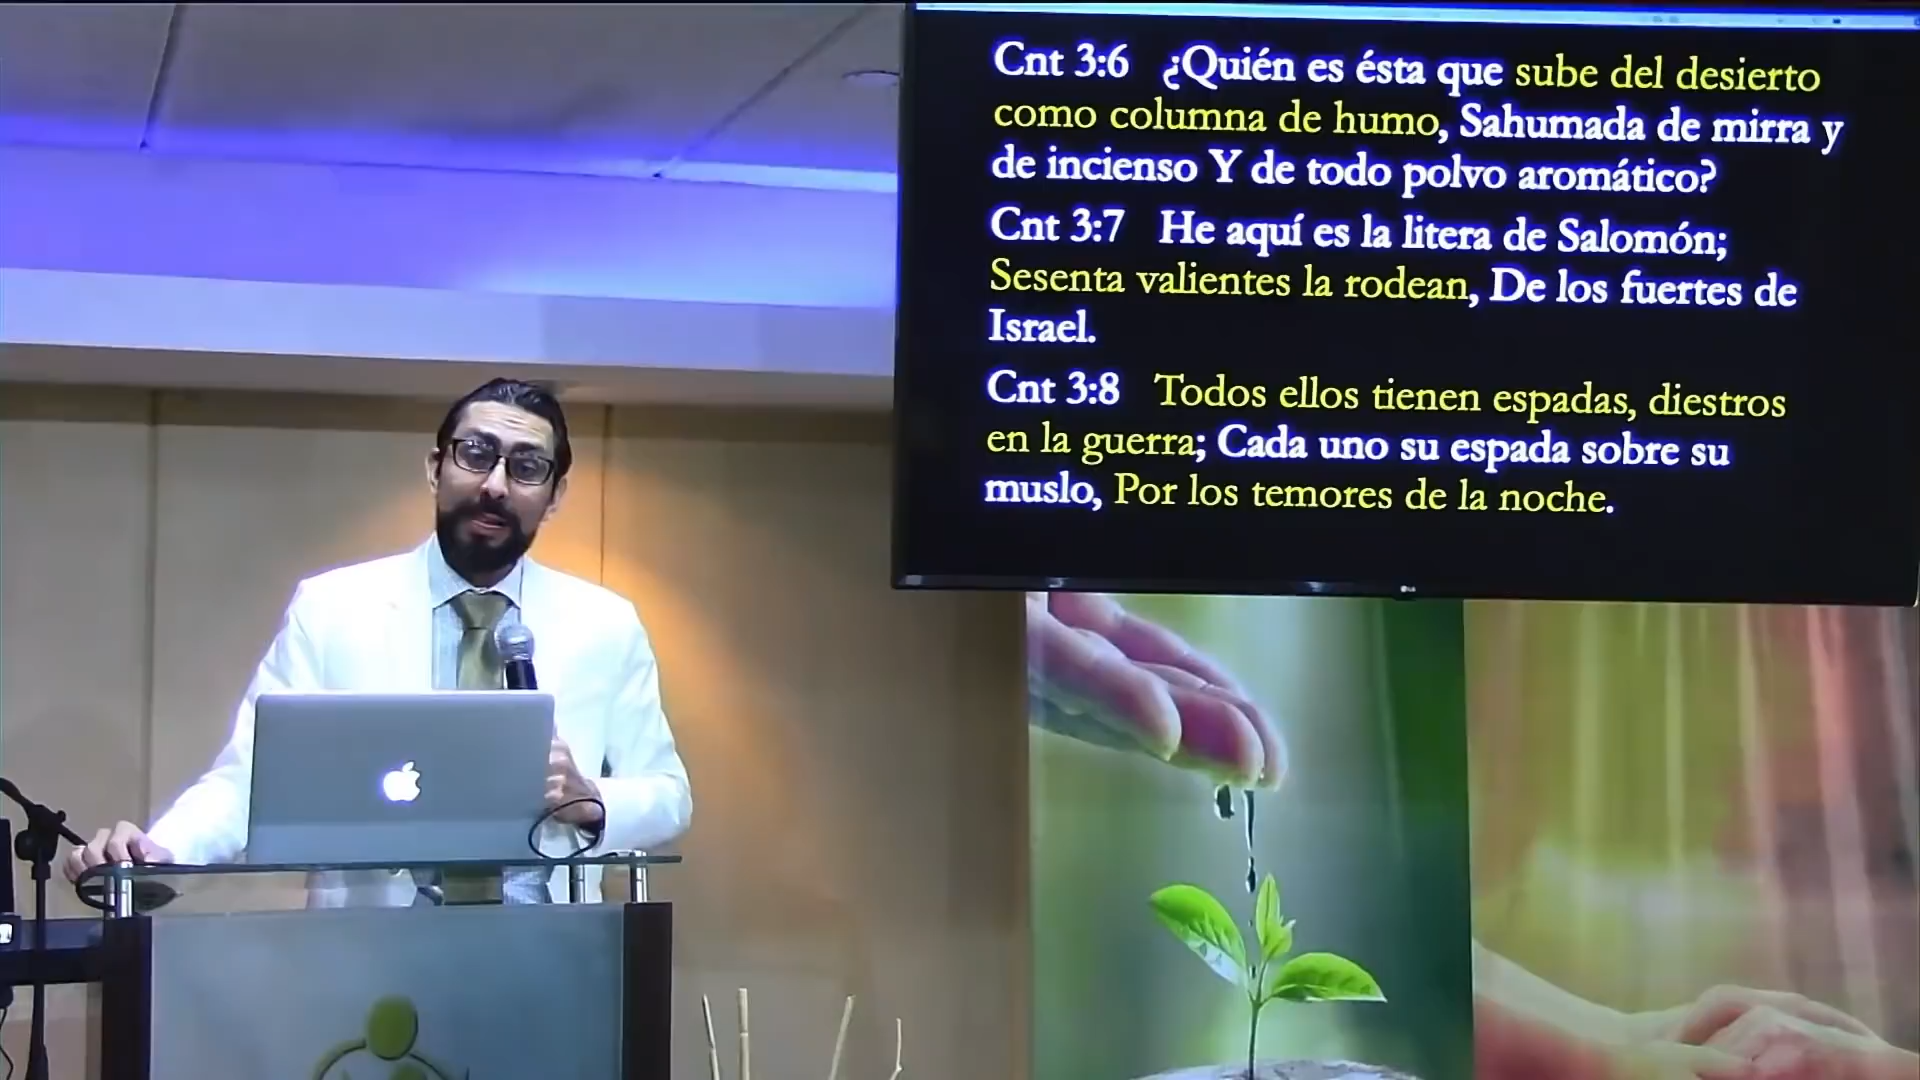 Cnt 3:6 ¿Quién es ésta que sube del desierto
como columna de humo, Sahumada de mirra y
de incienso Y de todo polvo aromático?
Cnt 3:7 He aquí es la litera de Salomón;
Sesenta valientes la rodean, De los fuertes de
Israel.
Cnt 3:8 Todos ellos tienen espadas, diestros
en la guerra; Cada uno su espada sobre su
muslo, Por los temores de la noche.
LG